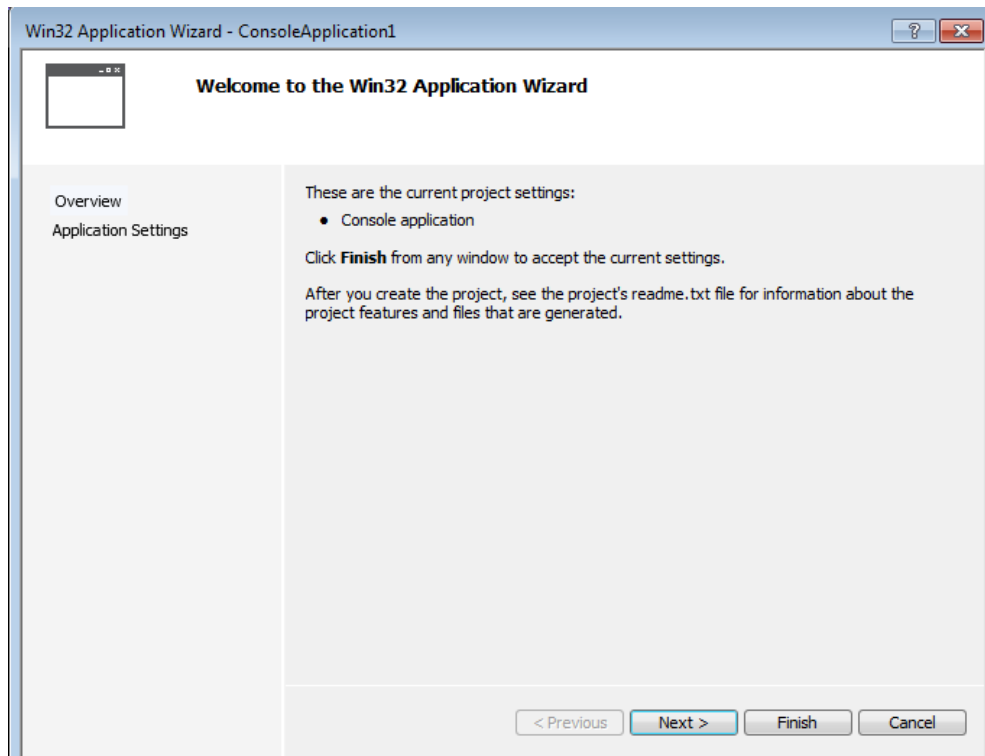 Win32 Application Wizard - ConsoleApplication1
Welcome to the Win32 Application Wizard
Overview
Application Settings
These are the current project settings:
• Console application
Click Finish from any window to accept the current settings.
After you create the project, see the project's readme.txt file for information about the
project features and files that are generated.
< Previous Next > Finish Cancel